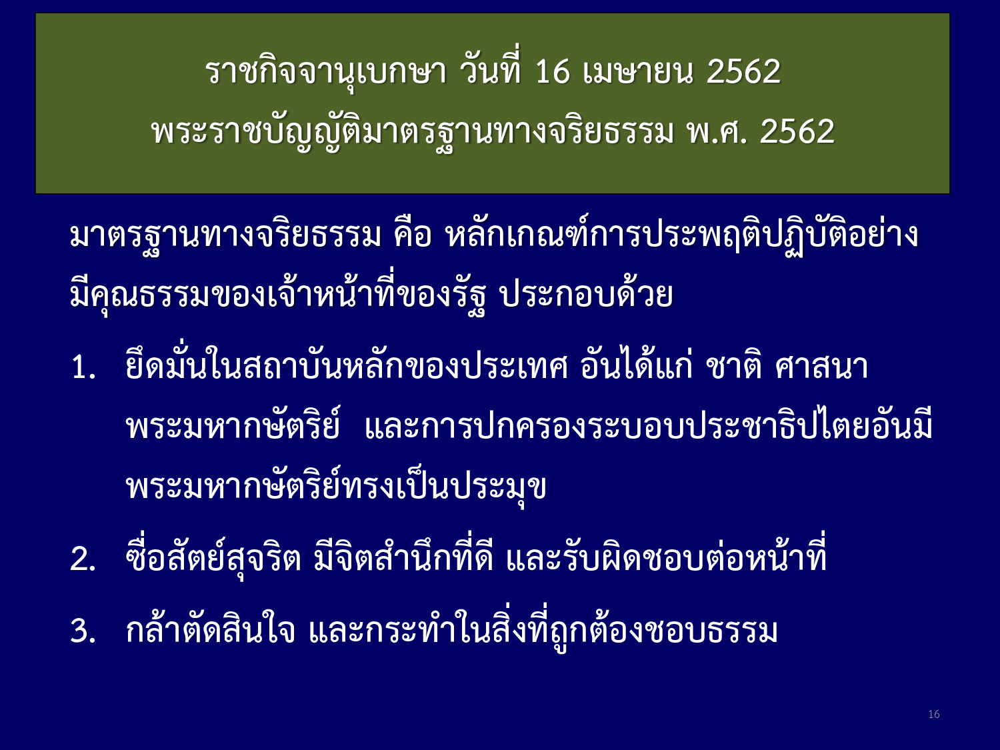 ราชกิจจานุเบกษา วันที่ 16 เมษายน 2562
พระราชบัญญัติมาตรฐานทางจริยธรรม พ.ศ. 2562
มาตรฐานทางจริยธรรม คือ หลักเกณฑ์การประพฤติปฏิบัติอย่าง
มีคุณธรรมของเจ้าหน้าที่ของรัฐ ประกอบด้วย
1. ยึดมั่นในสถาบันหลักของประเทศ อันได้แก่ ชาติ ศาสนา
พระมหากษัตริย์ และการปกครองระบอบประชาธิปไตยอันมี
พระมหากษัตริย์ทรงเป็นประมุข
2. ซื่อสัตย์สุจริต มีจิตสำนึกที่ดี และรับผิดชอบต่อหน้าที่
3. กล้าตัดสินใจ และกระทำในสิ่งที่ถูกต้องชอบธรรม
16